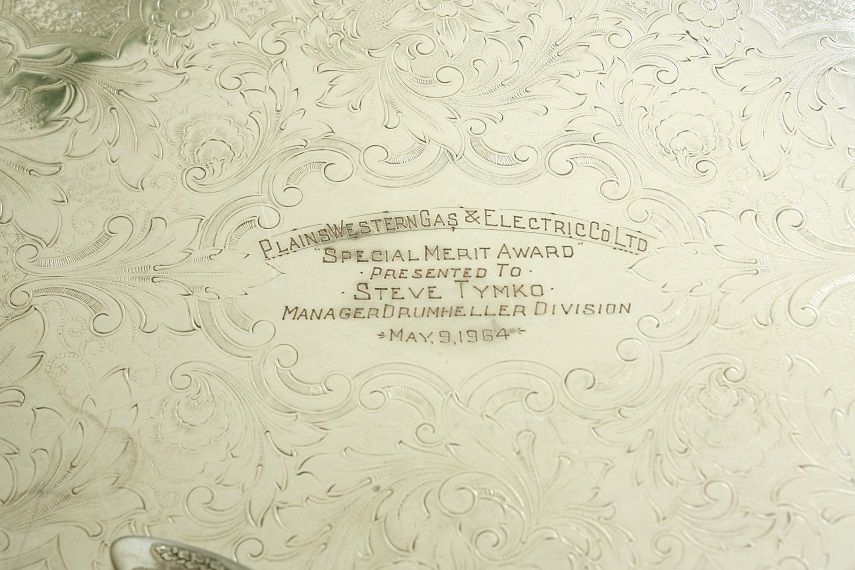 PLAINS WESTERN GAS & ELECTRIC CO LTD
"SPECIAL MERIT AWARD"
· PRESENTED TO ·
· STEVE TYMKO ·
MANAGER DRUMHELLER DIVISION
MAY, 9, 1964